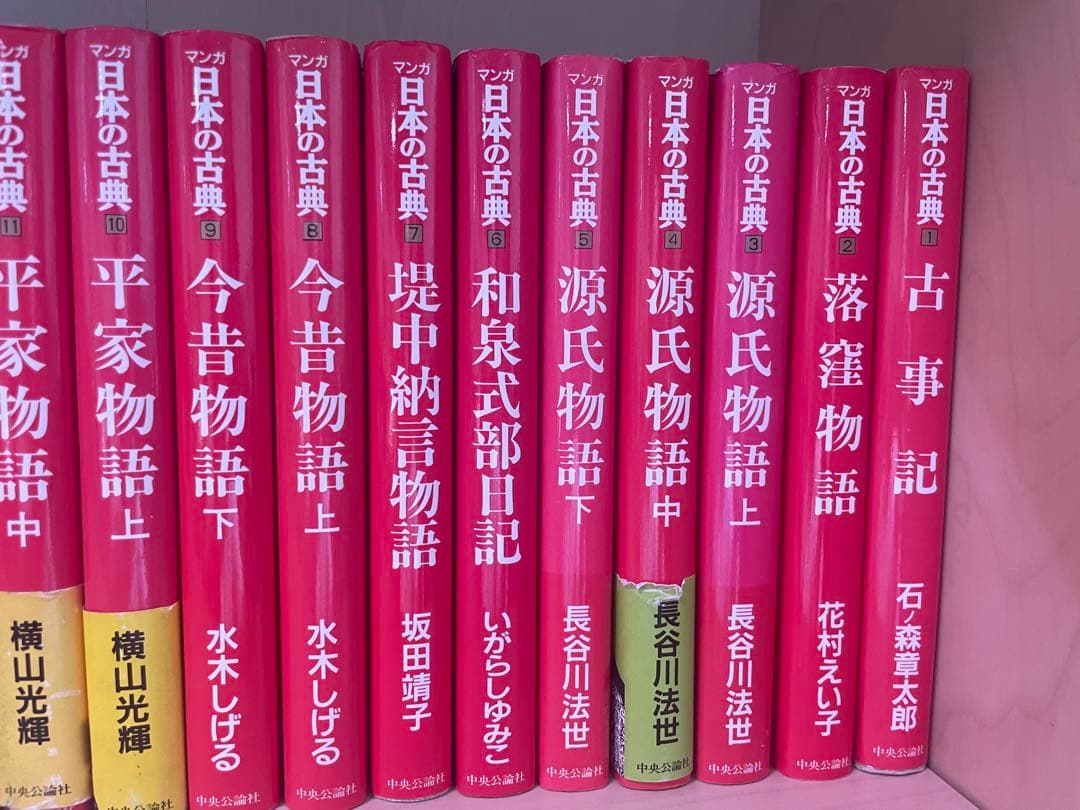 マンガ
日本の古典
1
古事記
石ノ森章太郎
中央公論社
マンガ
日本の古典
2
落窪物語
花村えい子
中央公論社
マンガ
日本の古典
3
源氏物語
上
長谷川法世
中央公論社
マンガ
日本の古典
4
源氏物語
中
長谷川法世
マンガ
日本の古典
5
源氏物語
下
長谷川法世
中央公論社
マンガ
日本の古典
6
和泉式部日記
いがらしゆみこ
中央公論社
マンガ
日本の古典
7
堤中納言物語
坂田靖子
中央公論社
マンガ
日本の古典
8
今昔物語
上
水木しげる
中央公論社
マンガ
日本の古典
9
今昔物語
下
水木しげる
中央公論社
マンガ
日本の古典
10
平家物語
上
横山光輝
中央公論社
ンガ
日本の古典
11
平家物語
中
横山光輝
中央公論社